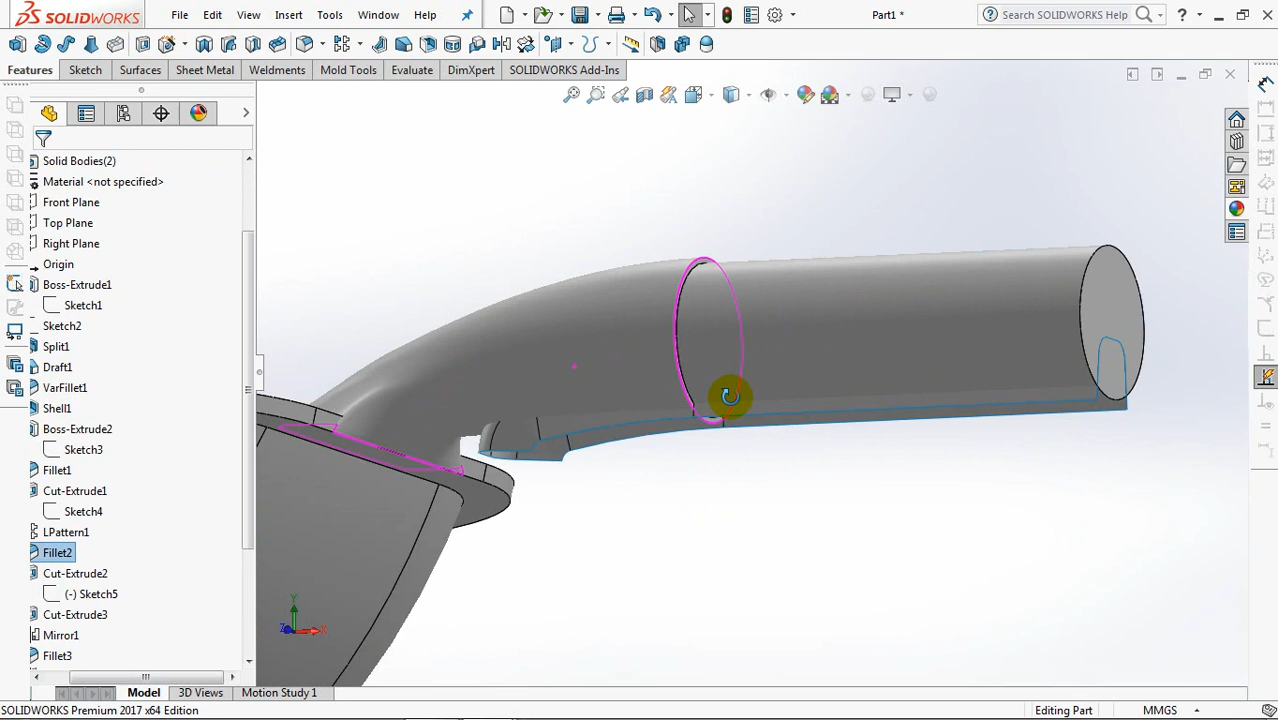 SOLIDWORKS File Edit View Insert Tools Window Help Part1 * Search SOLIDWORKS Help ?
Features Sketch Surfaces Sheet Metal Weldments Mold Tools Evaluate DimXpert SOLIDWORKS Add-Ins
Solid Bodies(2)
Material <not specified>
Front Plane
Top Plane
Right Plane
Origin
Boss-Extrude1
Sketch1
Sketch2
Split1
Draft1
VarFillet1
Shell1
Boss-Extrude2
Sketch3
Fillet1
Cut-Extrude1
Sketch4
LPattern1
Fillet2
Cut-Extrude2
(-) Sketch5
Cut-Extrude3
Mirror1
Fillet3
Y
Z X
Model 3D Views Motion Study 1
SOLIDWORKS Premium 2017 x64 Edition Editing Part MMGS